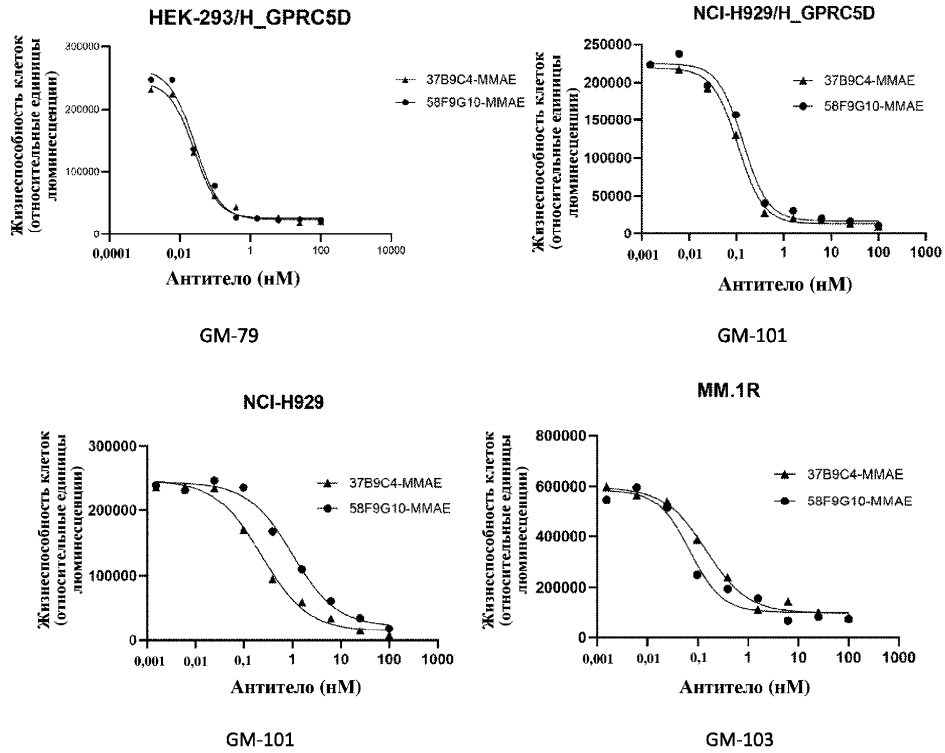 HEK-293/H_GPRC5D
Жизнеспособность клеток
(относительные единицы
люминесценции)
300000
200000
100000
0
0,0001
0,01
1
100
10000
Антитело (нМ)
37B9C4-MMAE
58F9G10-MMAE
GM-79
NCI-H929/H_GPRC5D
Жизнеспособность клеток
(относительные единицы
люминесценции)
250000
200000
150000
100000
50000
0
0,001
0,01
0,1
1
10
100
1000
Антитело (нМ)
37B9C4-MMAE
58F9G10-MMAE
GM-101
NCI-H929
Жизнеспособность клеток
(относительные единицы
люминесценции)
300000
200000
100000
0
0,001
0,01
0,1
1
10
100
1000
Антитело (нМ)
37B9C4-MMAE
58F9G10-MMAE
GM-101
MM.1R
Жизнеспособность клеток
(относительные единицы
люминесценции)
800000
600000
400000
200000
0
0,001
0,01
0,1
1
10
100
1000
Антитело (нМ)
37B9C4-MMAE
58F9G10-MMAE
GM-103